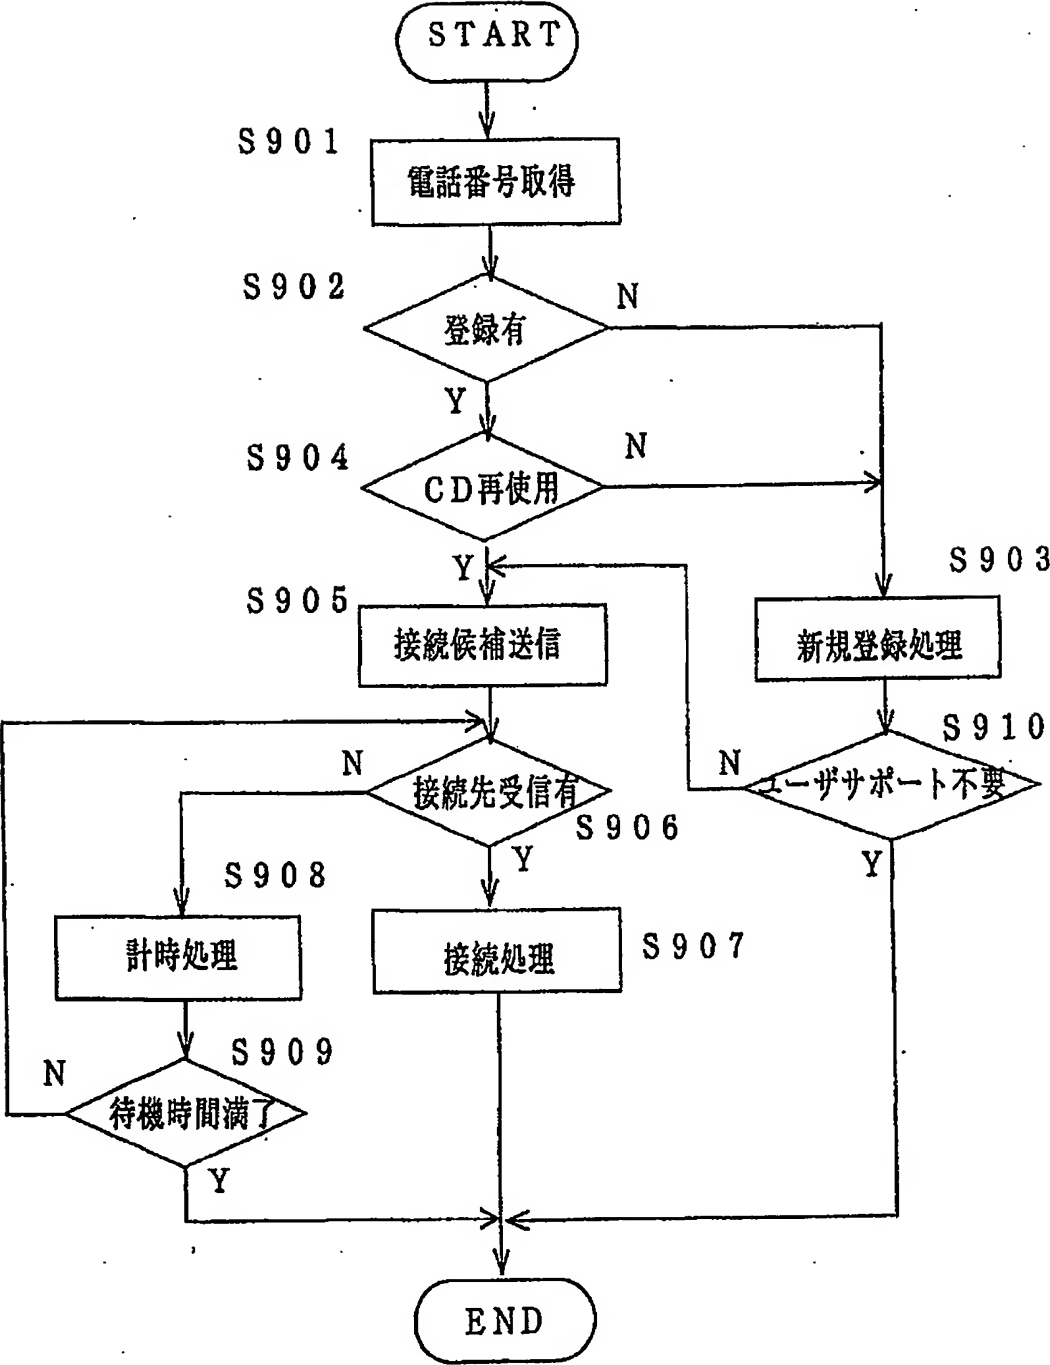 START
S901
電話番号取得
S902
登録有
N
Y
S904
CD再使用
N
Y
S903
新規登録処理
S905
接続候補送信
S910
ユーザサポート不要
N
Y
接続先受信有
N
S906
Y
S908
計時処理
接続処理
S907
S909
待機時間満了
N
Y
END